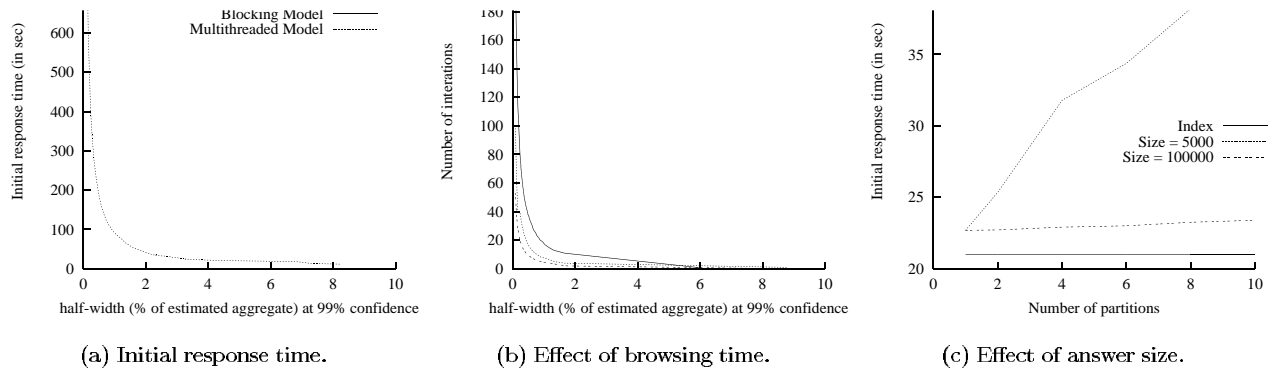 Initial response time (in sec)
600
500
400
300
200
100
0
Blocking Model
Multithreaded Model
0 2 4 6 8 10
half-width (% of estimated aggregate) at 99% confidence
(a) Initial response time.
Number of interations
180
160
140
120
100
80
60
40
20
0
0 2 4 6 8 10
half-width (% of estimated aggregate) at 99% confidence
(b) Effect of browsing time.
Initial response time (in sec)
35
30
25
20
Index
Size = 5000
Size = 100000
0 2 4 6 8 10
Number of partitions
(c) Effect of answer size.